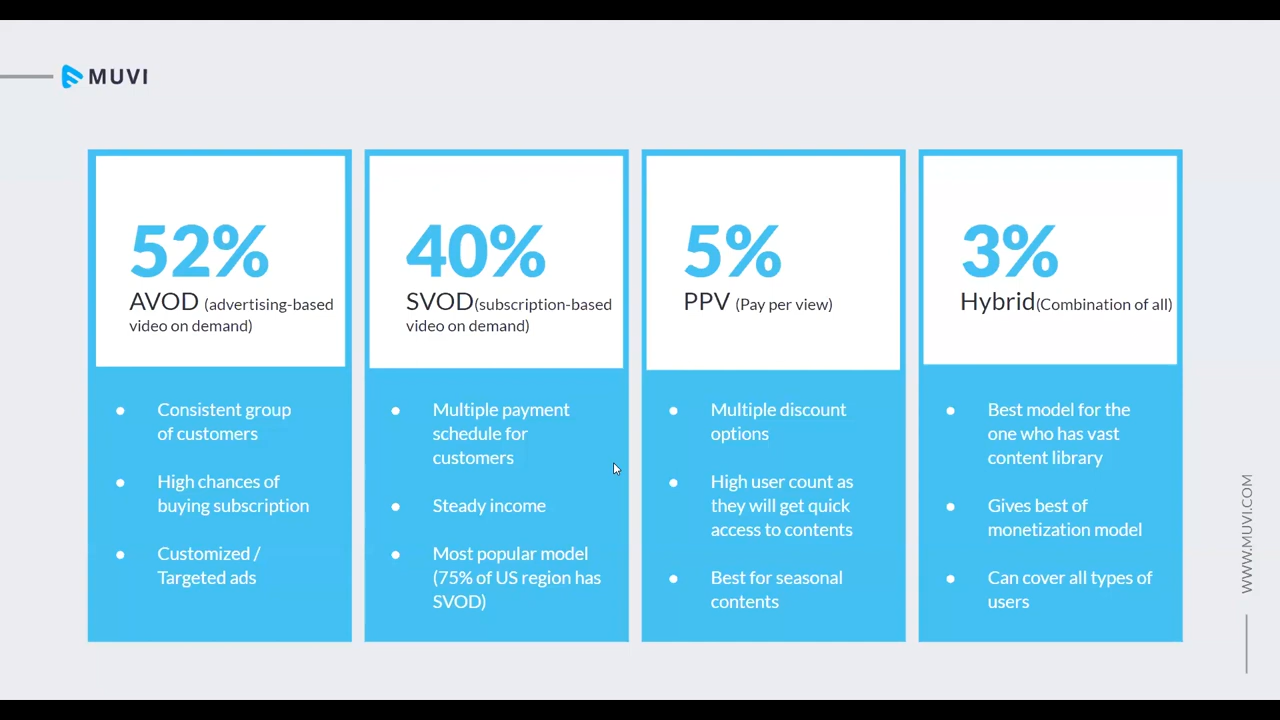 MUVI
52%
AVOD (advertising-based
video on demand)
Consistent group
of customers
High chances of
buying subscription
Customized /
Targeted ads
40%
SVOD(subscription-based
video on demand)
Multiple payment
schedule for
customers
Steady income
Most popular model
(75% of US region has
SVOD)
5%
PPV (Pay per view)
Multiple discount
options
High user count as
they will get quick
access to contents
Best for seasonal
contents
3%
Hybrid(Combination of all)
Best model for the
one who has vast
content library
Gives best of
monetization model
Can cover all types of
users
WWW.MUVI.COM